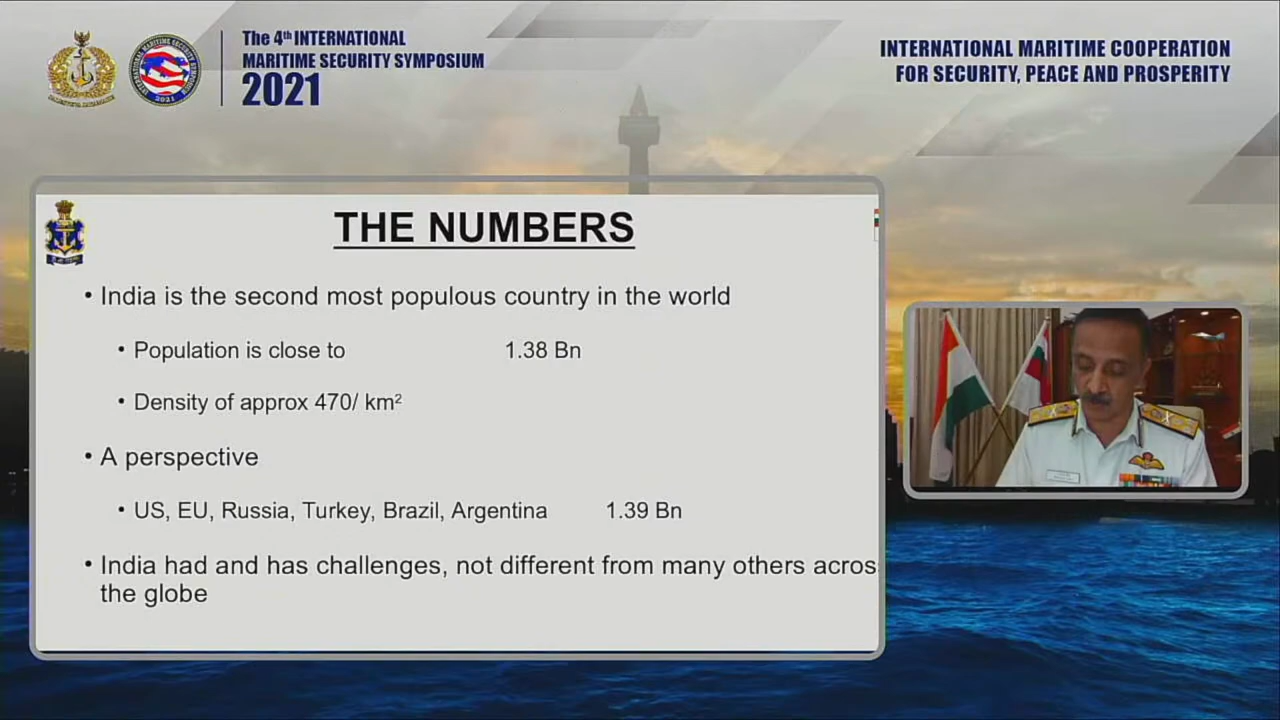 The 4th INTERNATIONAL
MARITIME SECURITY SYMPOSIUM
2021
INTERNATIONAL MARITIME COOPERATION
FOR SECURITY, PEACE AND PROSPERITY
THE NUMBERS
• India is the second most populous country in the world
• Population is close to 1.38 Bn
• Density of approx 470/ km²
• A perspective
• US, EU, Russia, Turkey, Brazil, Argentina 1.39 Bn
• India had and has challenges, not different from many others acros
the globe